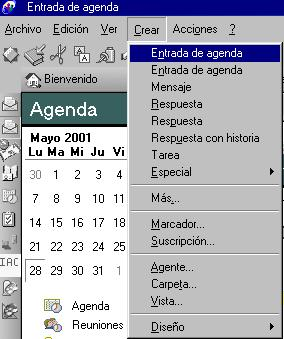 Entrada de agenda
Archivo Edición Ver Crear Acciones ?
Bienvenido
Agenda
Mayo 2001
Lu Ma Mi Ju Vi
30 1 2 3 4
7 8 9 10 11
14 15 16 17 18
21 22 23 24 25
28 29 30 31 1
Agenda
Reuniones
Entrada de agenda
Entrada de agenda
Mensaje
Respuesta
Respuesta
Respuesta con historia
Tarea
Especial
Más...
Marcador...
Suscripción...
Agente...
Carpeta...
Vista...
Diseño
IAC